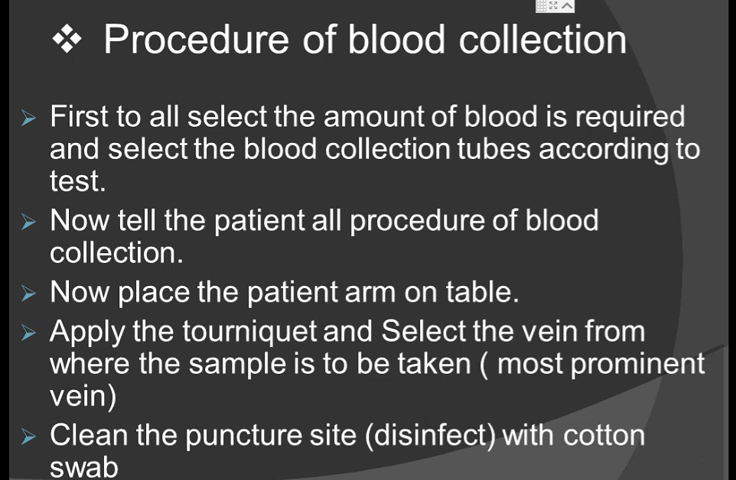 ❖ Procedure of blood collection
➢ First to all select the amount of blood is required
and select the blood collection tubes according to
test.
➢ Now tell the patient all procedure of blood
collection.
➢ Now place the patient arm on table.
➢ Apply the tourniquet and Select the vein from
where the sample is to be taken ( most prominent
vein)
➢ Clean the puncture site (disinfect) with cotton
swab